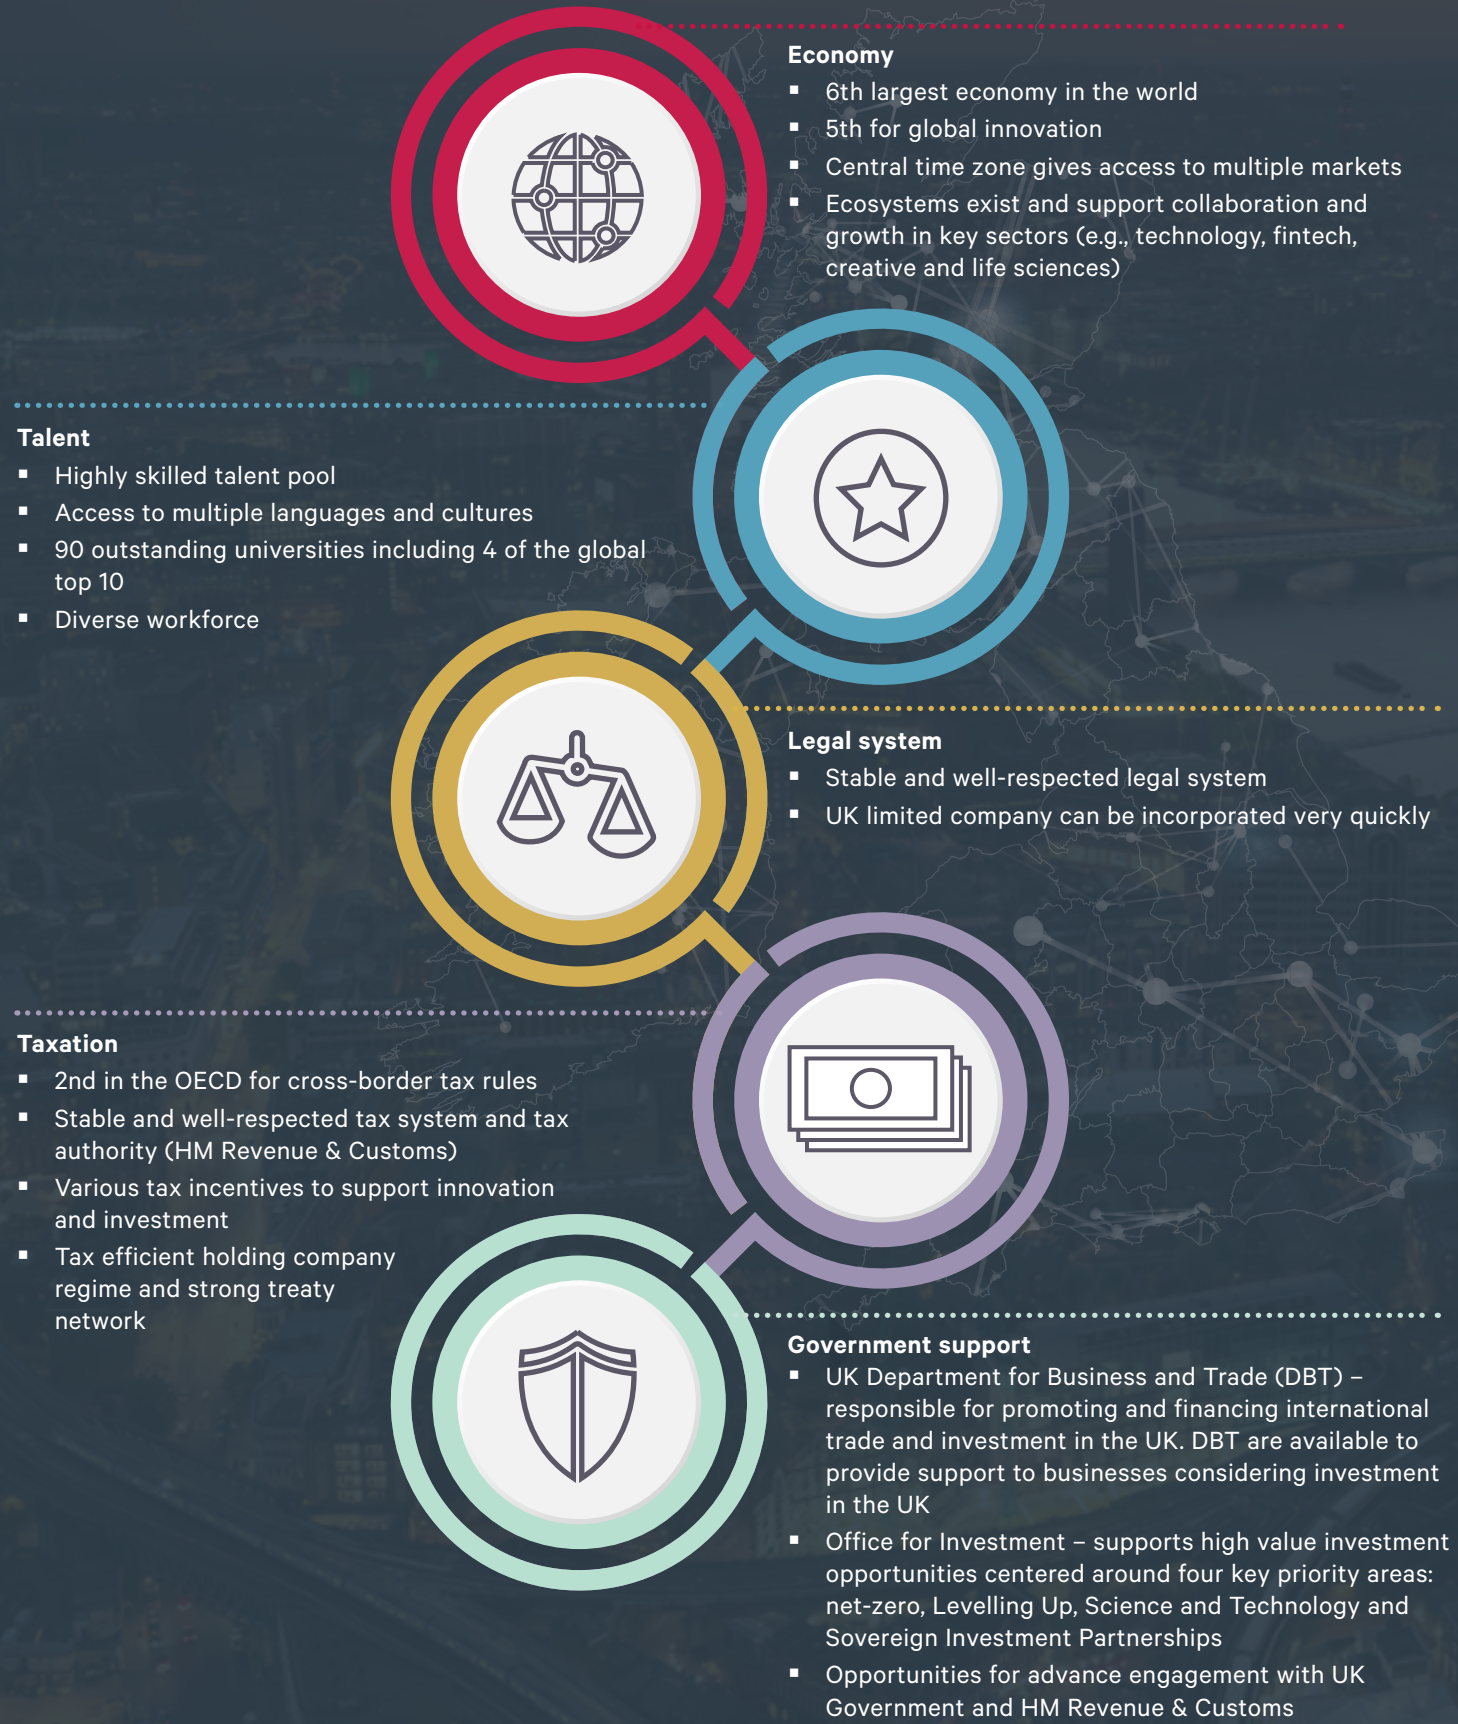 Economy
▪ 6th largest economy in the world
▪ 5th for global innovation
▪ Central time zone gives access to multiple markets
▪ Ecosystems exist and support collaboration and
growth in key sectors (e.g., technology, fintech,
creative and life sciences)
Talent
▪ Highly skilled talent pool
▪ Access to multiple languages and cultures
▪ 90 outstanding universities including 4 of the global
top 10
▪ Diverse workforce
Legal system
▪ Stable and well-respected legal system
▪ UK limited company can be incorporated very quickly
Taxation
▪ 2nd in the OECD for cross-border tax rules
▪ Stable and well-respected tax system and tax
authority (HM Revenue & Customs)
▪ Various tax incentives to support innovation
and investment
▪ Tax efficient holding company
regime and strong treaty
network
Government support
▪ UK Department for Business and Trade (DBT) –
responsible for promoting and financing international
trade and investment in the UK. DBT are available to
provide support to businesses considering investment
in the UK
▪ Office for Investment – supports high value investment
opportunities centered around four key priority areas:
net-zero, Levelling Up, Science and Technology and
Sovereign Investment Partnerships
▪ Opportunities for advance engagement with UK
Government and HM Revenue & Customs